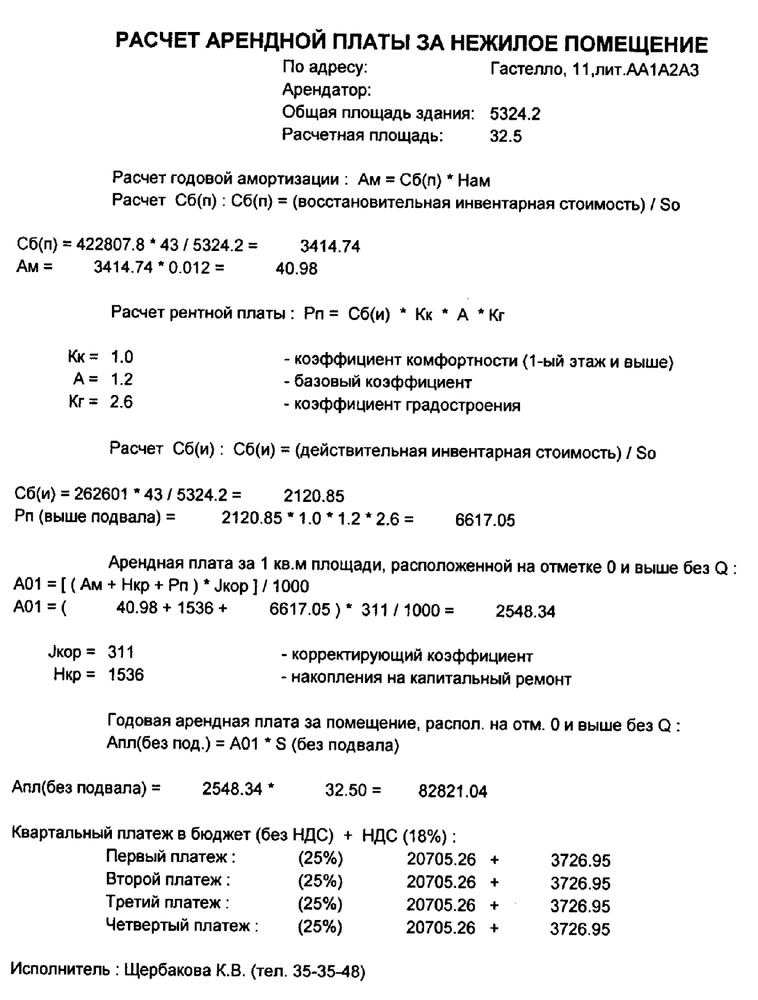 РАСЧЕТ АРЕНДНОЙ ПЛАТЫ ЗА НЕЖИЛОЕ ПОМЕЩЕНИЕ
По адресу: Гастелло, 11,лит.АА1А2А3
Арендатор:
Общая площадь здания: 5324.2
Расчетная площадь: 32.5
Расчет годовой амортизации : Ам = Сб(п) * Нам
Расчет Сб(п) : Сб(п) = (восстановительная инвентарная стоимость) / So
Сб(п) = 422807.8 * 43 / 5324.2 = 3414.74
Ам = 3414.74 * 0.012 = 40.98
Расчет рентной платы : Рп = Сб(и) * Кк * А * Кг
Кк = 1.0 - коэффициент комфортности (1-ый этаж и выше)
А = 1.2 - базовый коэффициент
Кг = 2.6 - коэффициент градостроения
Расчет Сб(и) : Сб(и) = (действительная инвентарная стоимость) / So
Сб(и) = 262601 * 43 / 5324.2 = 2120.85
Рп (выше подвала) = 2120.85 * 1.0 * 1.2 * 2.6 = 6617.05
Арендная плата за 1 кв.м площади, расположенной на отметке 0 и выше без Q :
А01 = [ ( Ам + Нкр + Рп ) * Jкор ] / 1000
А01 = ( 40.98 + 1536 + 6617.05 ) * 311 / 1000 = 2548.34
Jкор = 311 - корректирующий коэффициент
Нкр = 1536 - накопления на капитальный ремонт
Годовая арендная плата за помещение, распол. на отм. 0 и выше без Q :
Апл(без под.) = А01 * S (без подвала)
Апл(без подвала) = 2548.34 * 32.50 = 82821.04
Квартальный платеж в бюджет (без НДС) + НДС (18%) :
Первый платеж : (25%) 20705.26 + 3726.95
Второй платеж : (25%) 20705.26 + 3726.95
Третий платеж : (25%) 20705.26 + 3726.95
Четвертый платеж : (25%) 20705.26 + 3726.95
Исполнитель : Щербакова К.В. (тел. 35-35-48)